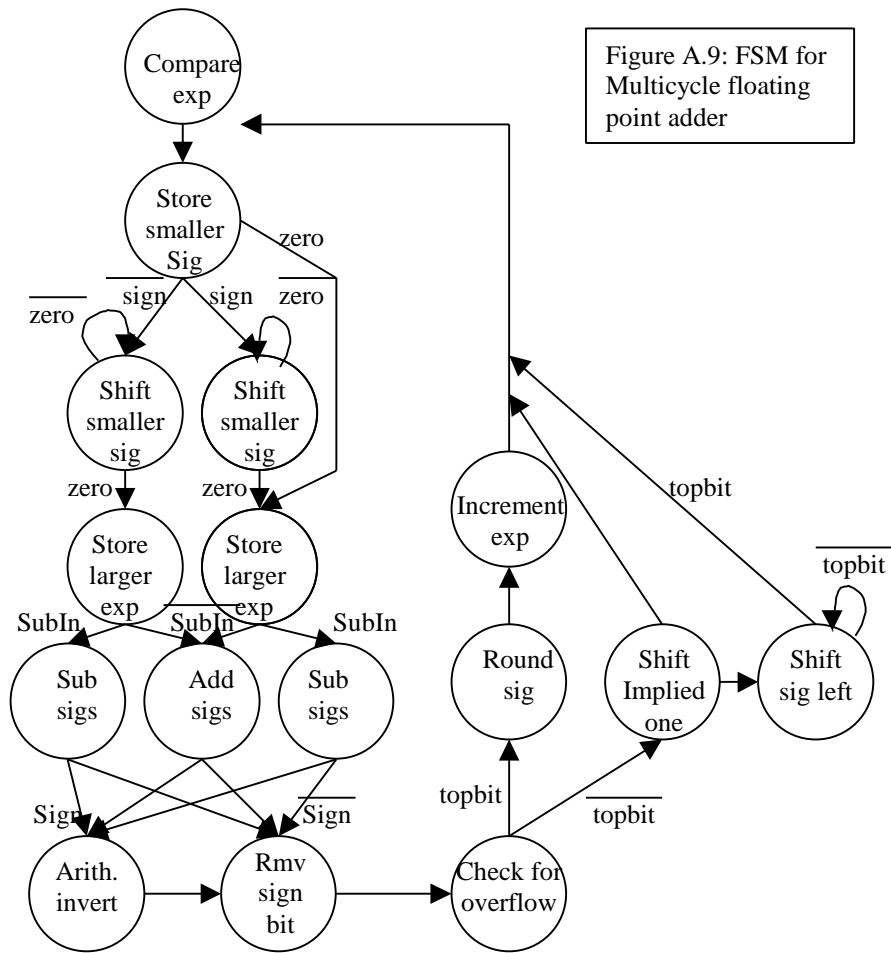 Figure A.9: FSM for
Multicycle floating
point adder
Compare
exp
Store
smaller
Sig
zero
sign
sign
zero
zero
Shift
smaller
sig
Shift
smaller
sig
zero
zero
Store
larger
exp
Store
larger
exp
SubIn
SubIn
SubIn
Sub
sigs
Add
sigs
Sub
sigs
Sign
Sign
Arith.
invert
Rmv
sign
bit
Check for
overflow
topbit
topbit
Round
sig
Shift
Implied
one
Shift
sig left
Increment
exp
topbit
topbit